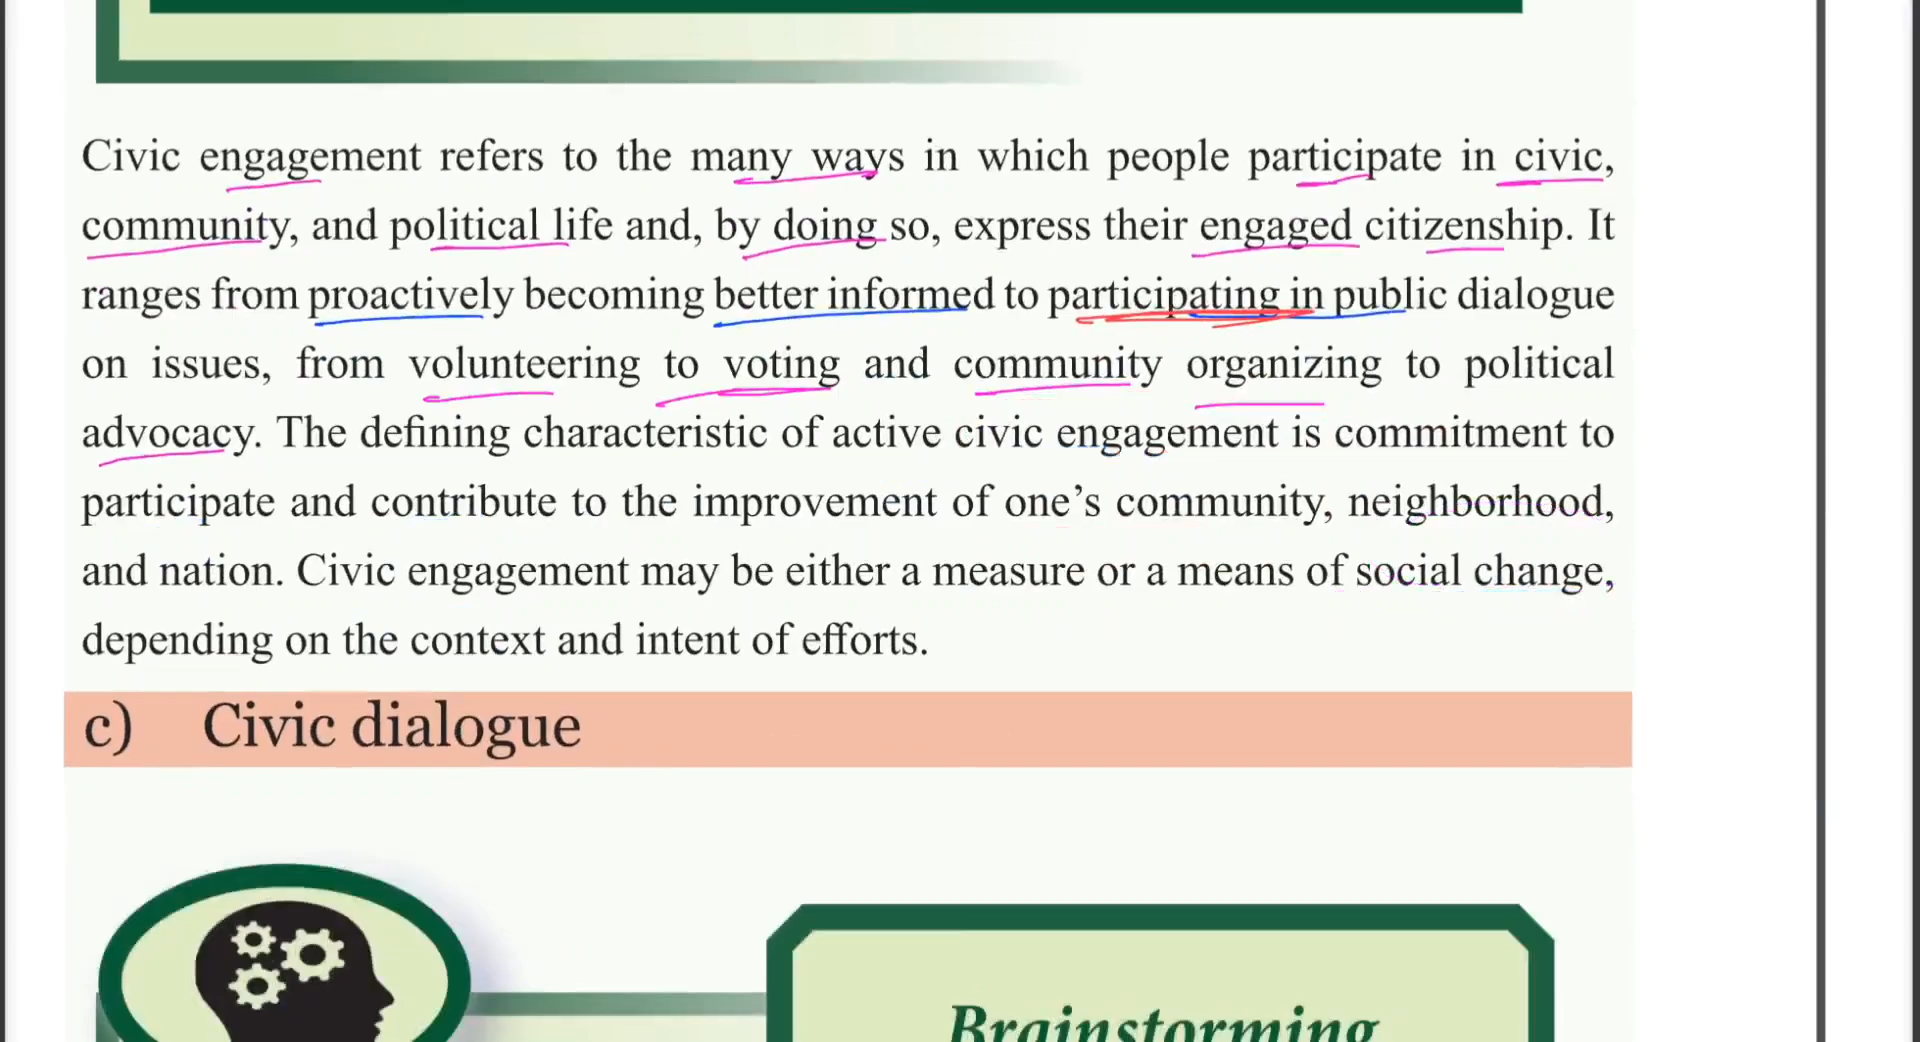 Civic engagement refers to the many ways in which people participate in civic,
community, and political life and, by doing so, express their engaged citizenship. It
ranges from proactively becoming better informed to participating in public dialogue
on issues, from volunteering to voting and community organizing to political
advocacy. The defining characteristic of active civic engagement is commitment to
participate and contribute to the improvement of one’s community, neighborhood,
and nation. Civic engagement may be either a measure or a means of social change,
depending on the context and intent of efforts.
c) Civic dialogue
Brainstorming